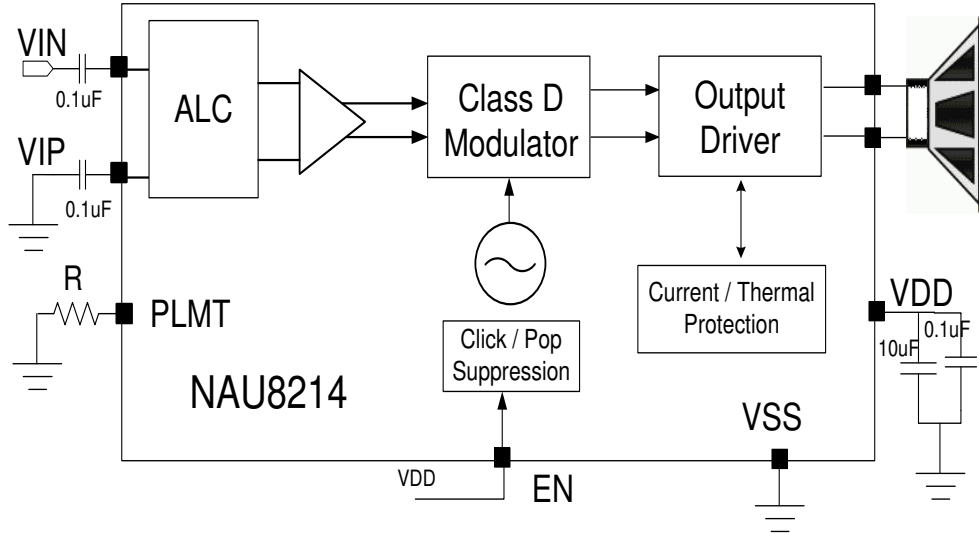 VIN
0.1uF
ALC
Class D
Modulator
Output
Driver
VIP
0.1uF
R
PLMT
Current / Thermal
Protection
VDD
0.1uF
10uF
Click / Pop
Suppression
NAU8214
VSS
VDD
EN